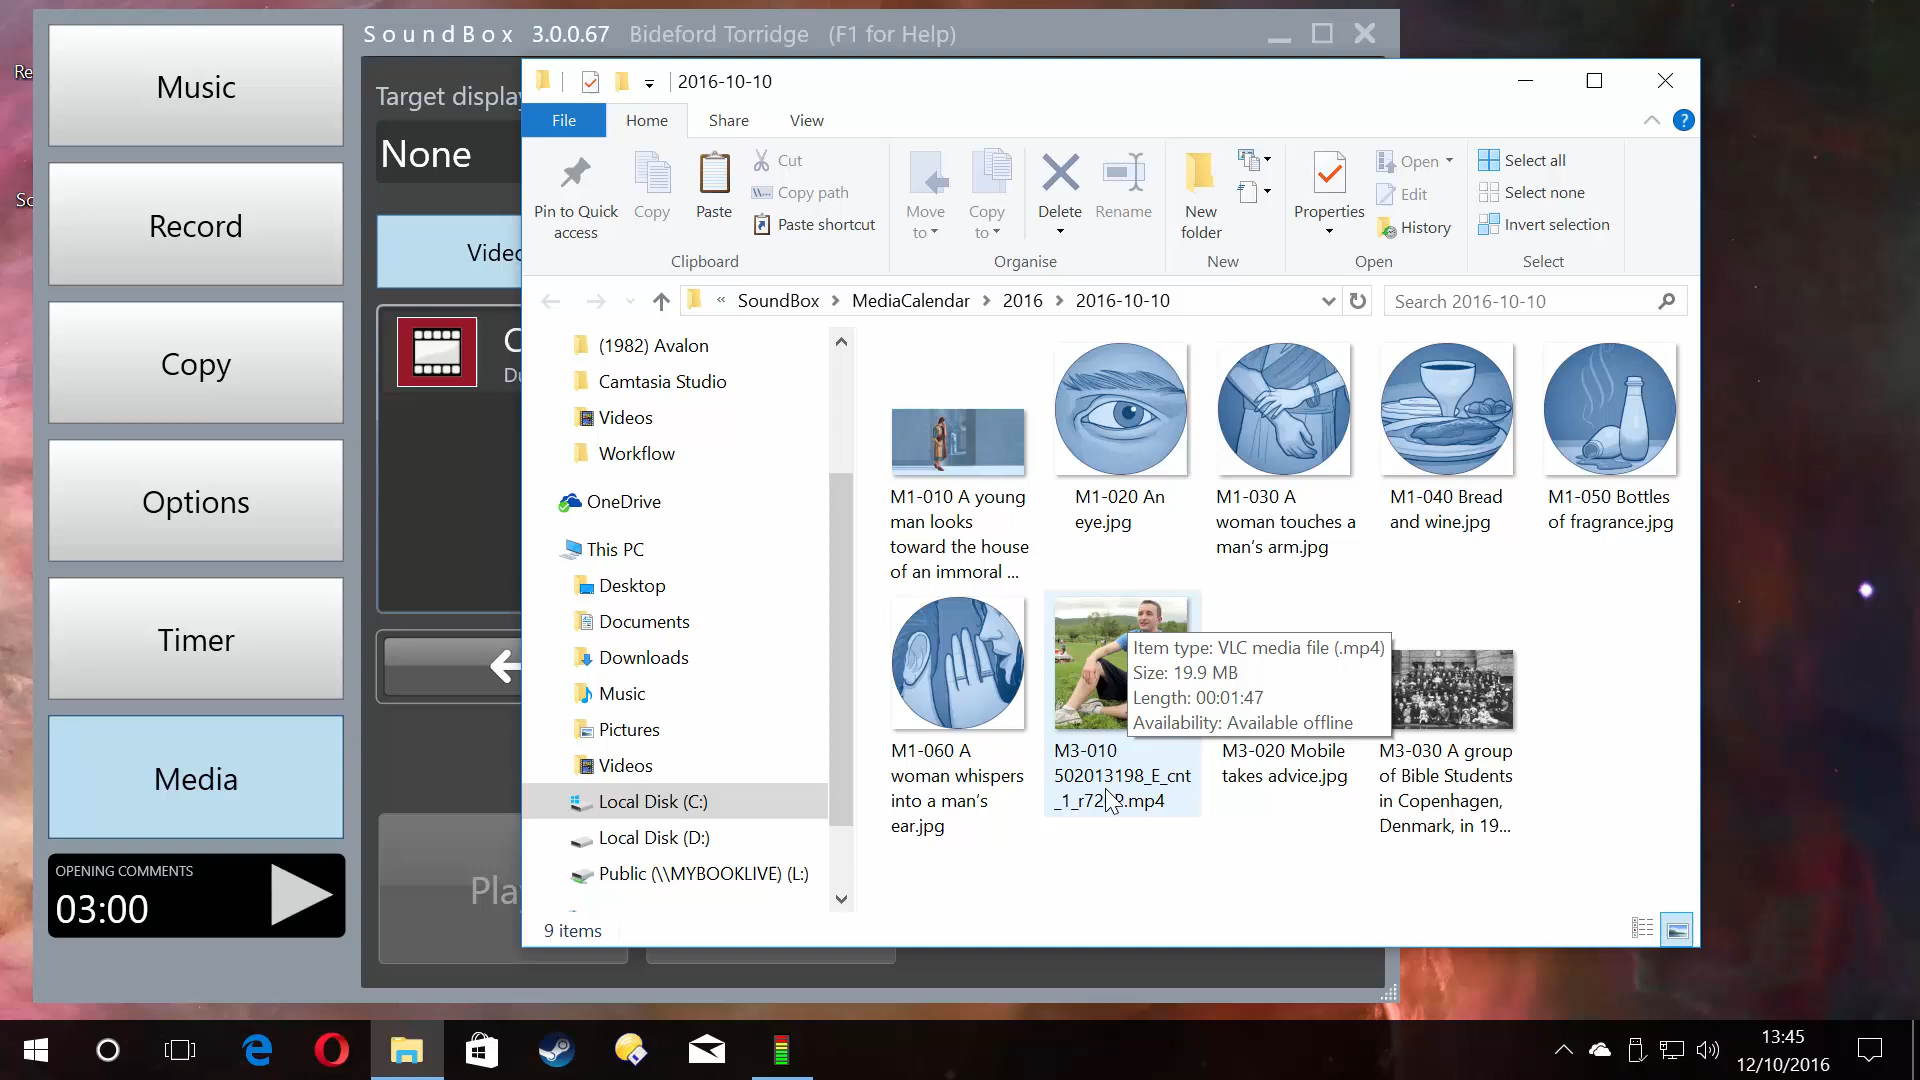 SoundBox 3.0.0.67 Bideford Torridge (F1 for Help)
Music
Record
Copy
Options
Timer
Media
OPENING COMMENTS
03:00
Target display
None
2016-10-10
File Home Share View
Pin to Quick
access
Copy
Paste
Cut
Copy path
Paste shortcut
Clipboard
Move
to
Copy
to
Delete
Rename
Organise
New
folder
New
Properties
Open
Edit
History
Open
Select all
Select none
Invert selection
Select
« SoundBox > MediaCalendar > 2016 > 2016-10-10
Search 2016-10-10
(1982) Avalon
Camtasia Studio
Videos
Workflow
OneDrive
This PC
Desktop
Documents
Downloads
Music
Pictures
Videos
Local Disk (C:)
Local Disk (D:)
Public (\\MYBOOKLIVE) (L:)
M1-010 A young
man looks
toward the house
of an immoral ...
M1-020 An
eye.jpg
M1-030 A
woman touches a
man's arm.jpg
M1-040 Bread
and wine.jpg
M1-050 Bottles
of fragrance.jpg
M1-060 A
woman whispers
into a man's
ear.jpg
M3-010
502013198_E_cnt
Item type: VLC media file (.mp4)
Size: 19.9 MB
Length: 00:01:47
Availability: Available offline
M3-020 Mobile
takes advice.jpg
M3-030 A group
of Bible Students
in Copenhagen,
Denmark, in 19...
9 items
13:45
12/10/2016